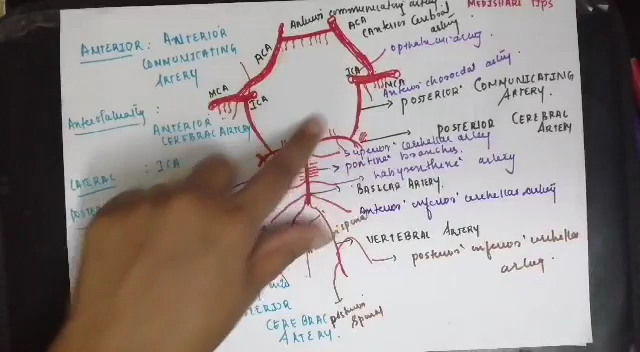 MEDISHARI TIPS
Anterior communicating artery
ACA
(Anterior Cerebral
artery
ANTERIOR : ANTERIOR
COMMUNICATING
ARTERY
ACA
opthalmic artery
ICA
MCA
MCA
ICA
Anterior choroidal artery
POSTERIOR COMMUNICATING
ARTERY.
Anterolaterally
ANTERIOR
CEREBRAL ARTERY
POSTERIOR CEREBRAL
ARTERY
Superior cerebellar artery
pontine branches.
labyrinthine artery
LATERAL : ICA
BASILAR ARTERY.
Anterior inferior cerebellar artery
spinal
VERTEBRAL ARTERY
posterior inferior cerebellar
artery.
CEREBRAL
ARTERY.
posterior
spinal